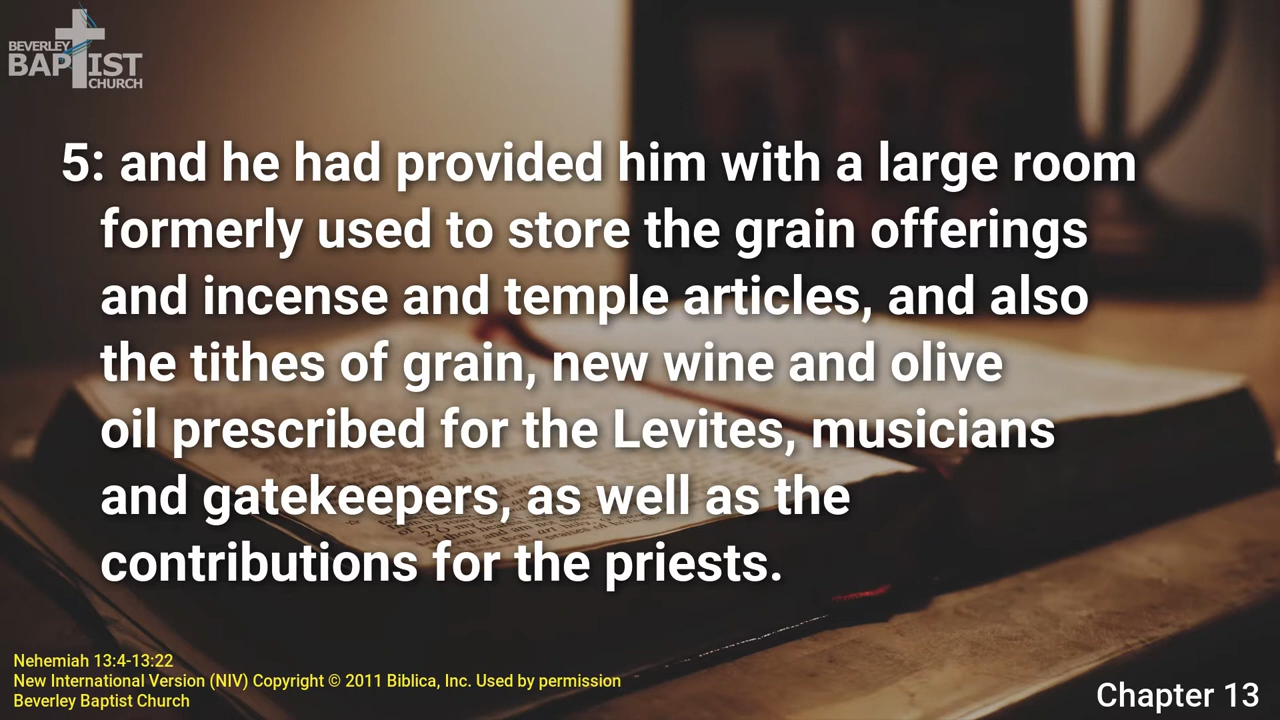 BEVERLEY
BAPTIST
CHURCH
5: and he had provided him with a large room
formerly used to store the grain offerings
and incense and temple articles, and also
the tithes of grain, new wine and olive
oil prescribed for the Levites, musicians
and gatekeepers, as well as the
contributions for the priests.
Nehemiah 13:4-13:22
New International Version (NIV) Copyright © 2011 Biblica, Inc. Used by permission
Beverley Baptist Church
Chapter 13